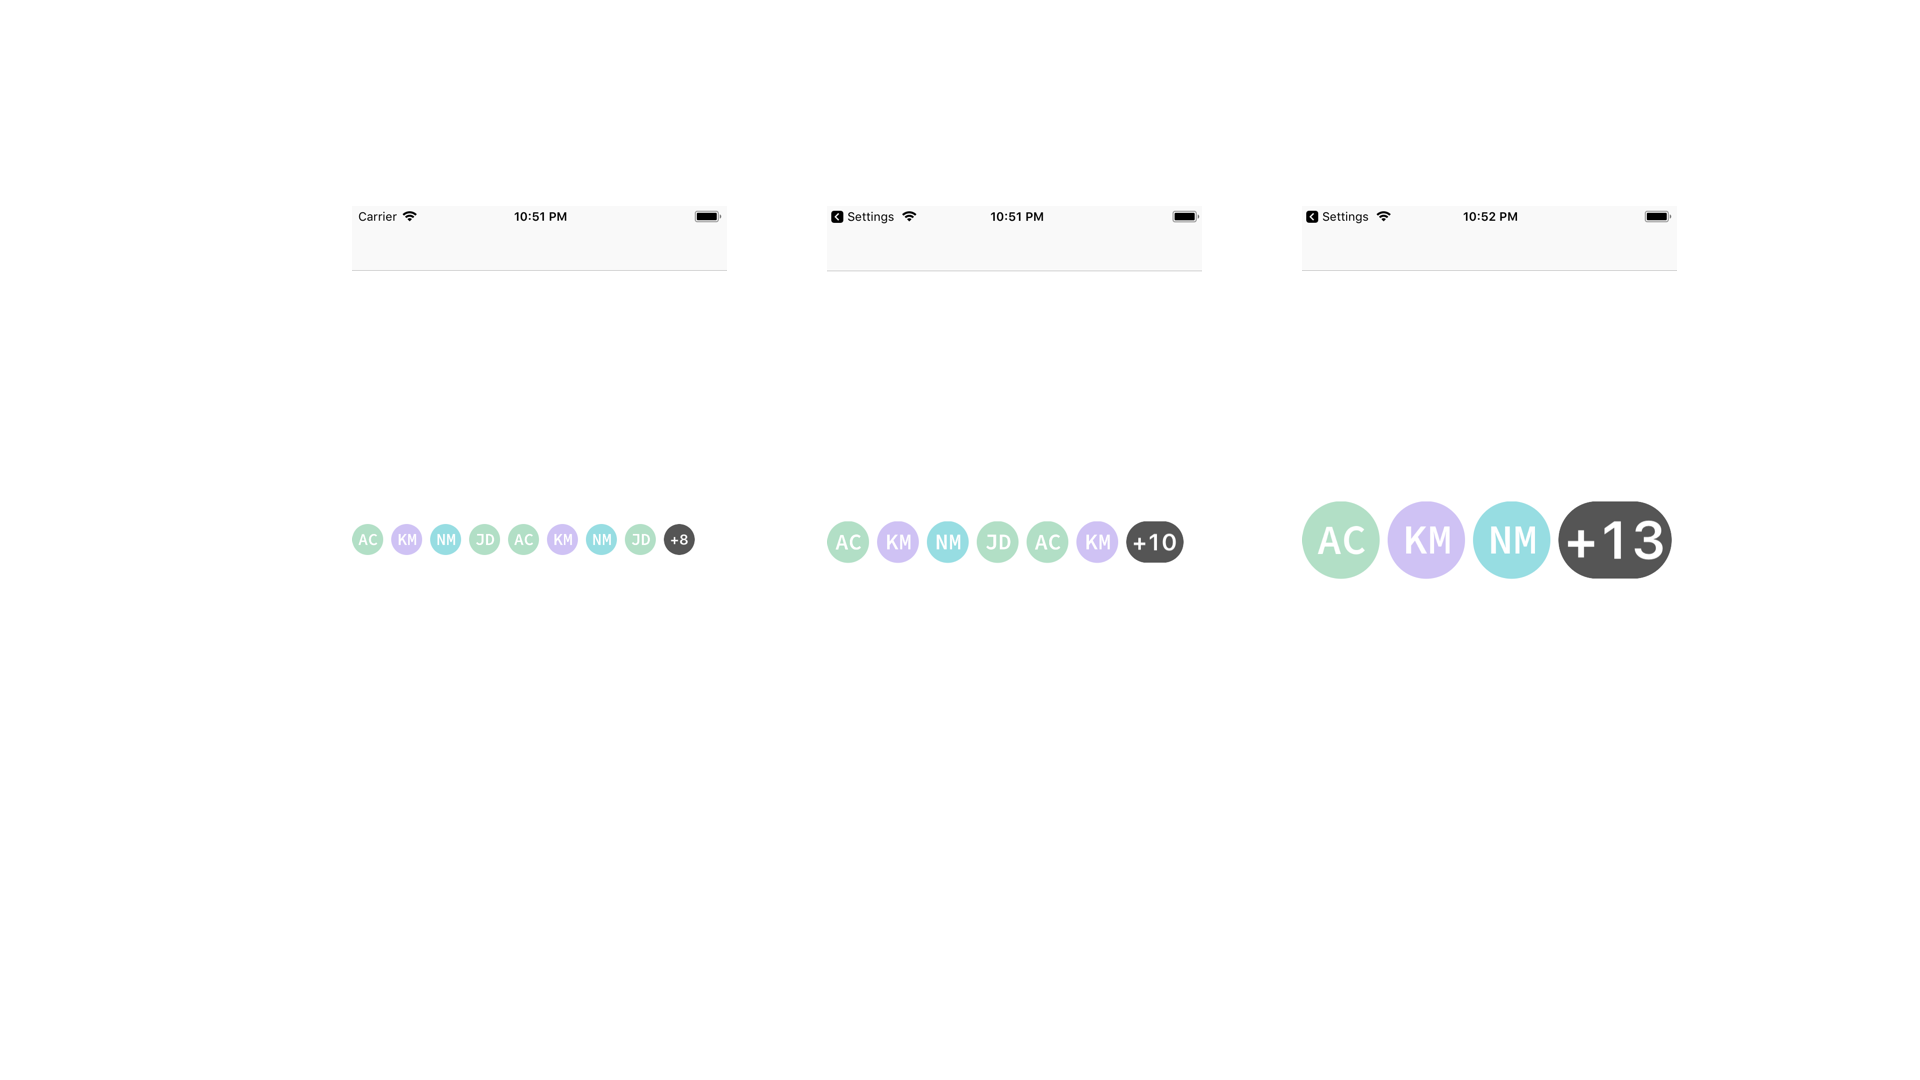 Carrier 10:51 PM
Settings 10:51 PM
Settings 10:52 PM
AC KM NM JD AC KM NM JD +8
AC KM NM JD AC KM +10
AC KM NM +13